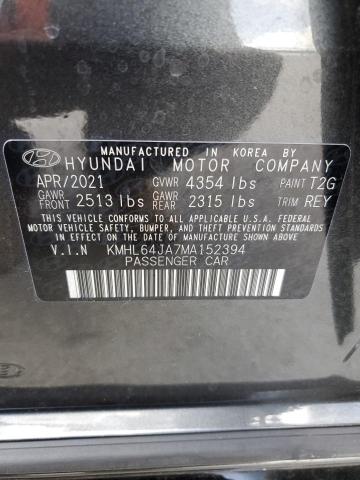 MANUFACTURED IN KOREA BY
HYUNDAI MOTOR COMPANY
APR/2021 GVWR 4354 lbs PAINT T2G
GAWR FRONT 2513 lbs GAWR REAR 2315 lbs TRIM REY
THIS VEHICLE CONFORMS TO ALL APPLICABLE U.S.A. FEDERAL
MOTOR VEHICLE SAFETY, BUMPER, AND THEFT PREVENTION
STANDARDS IN EFFECT ON THE DATE OF MANUFACTURE SHOWN ABOVE.
V.I.N KMHL64JA7MA152394
PASSENGER CAR